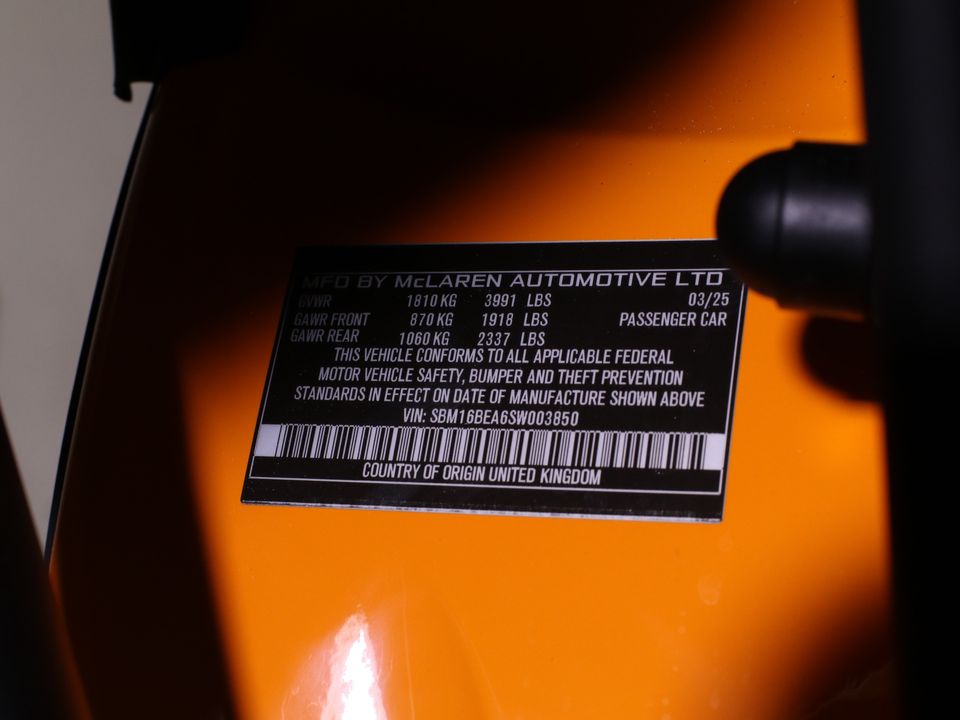 MFD BY McLAREN AUTOMOTIVE LTD
GVWR 1810 KG 3991 LBS 03/25
GAWR FRONT 870 KG 1918 LBS PASSENGER CAR
GAWR REAR 1060 KG 2337 LBS
THIS VEHICLE CONFORMS TO ALL APPLICABLE FEDERAL
MOTOR VEHICLE SAFETY, BUMPER AND THEFT PREVENTION
STANDARDS IN EFFECT ON DATE OF MANUFACTURE SHOWN ABOVE
VIN: SBM16BEA6SW003850
COUNTRY OF ORIGIN UNITED KINGDOM